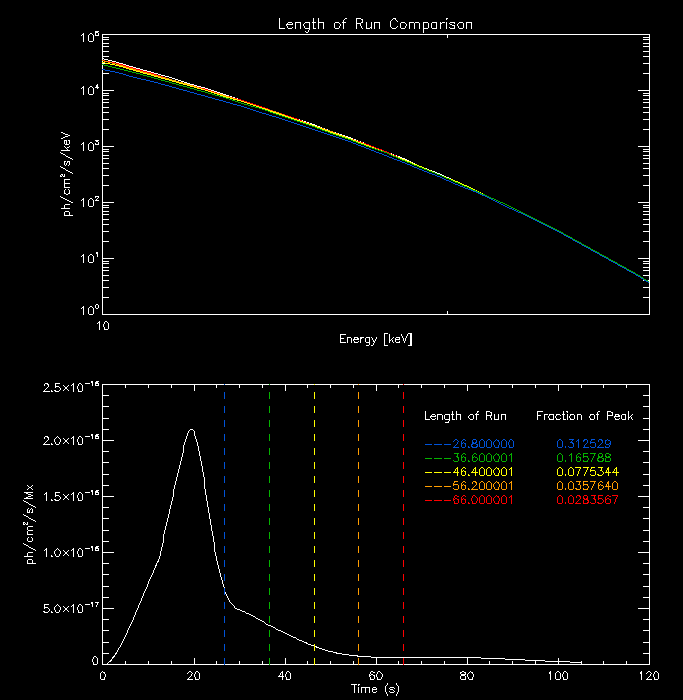 Length of Run Comparison
10⁵
10⁴
10³
10²
10¹
10⁰
ph/cm²/s/keV
10
Energy [keV]
2.5×10⁻¹⁶
2.0×10⁻¹⁶
1.5×10⁻¹⁶
1.0×10⁻¹⁶
5.0×10⁻¹⁷
0
ph/cm²/s/Mx
Length of Run Fraction of Peak
26.800000 0.312529
36.600001 0.165788
46.400001 0.0775344
56.200001 0.0357640
66.000001 0.0283567
0 20 40 60 80 100 120
Time (s)